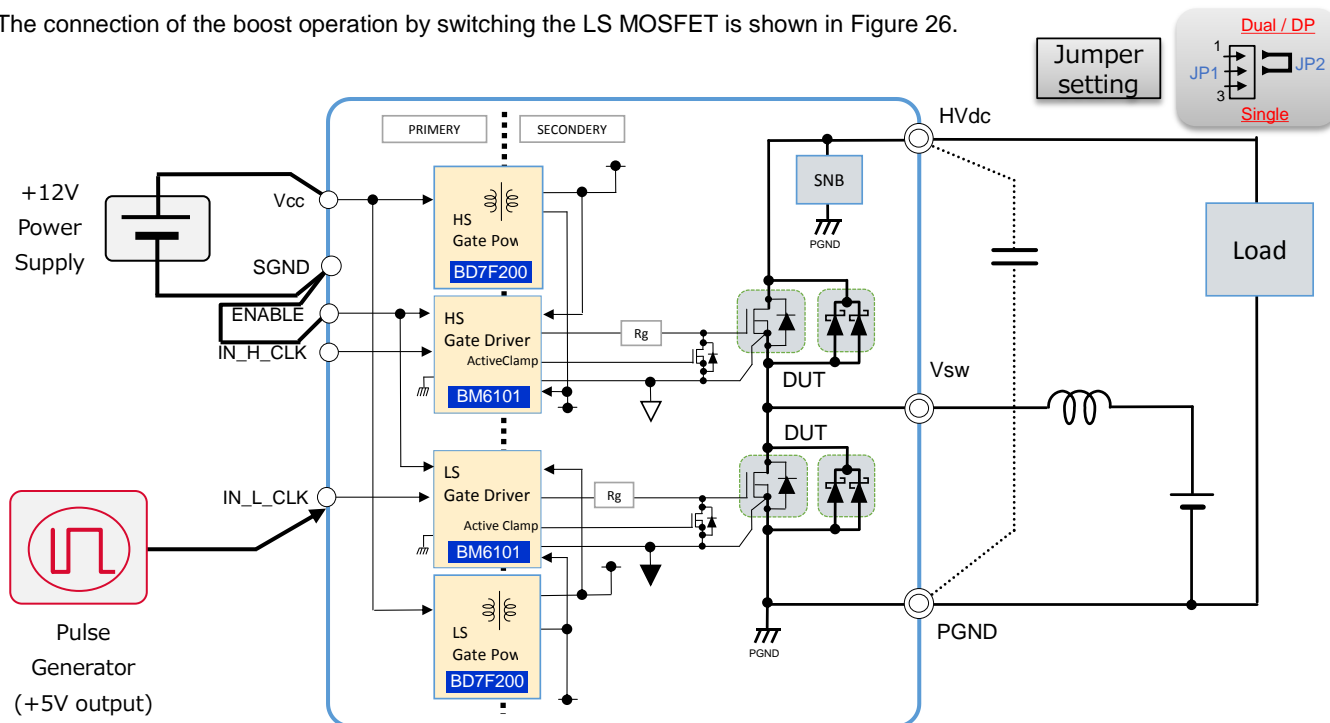 The connection of the boost operation by switching the LS MOSFET is shown in Figure 26.
Jumper
setting
Dual / DP
1
JP1
JP2
3
Single
PRIMERY
SECONDERY
HVdc
+12V
Power
Supply
Vcc
SGND
ENABLE
IN_H_CLK
HS
Gate Pow
BD7F200
HS
Gate Driver
ActiveClamp
BM6101
Rg
SNB
PGND
Load
DUT
Vsw
DUT
IN_L_CLK
LS
Gate Driver
Active Clamp
BM6101
Rg
LS
Gate Pow
BD7F200
PGND
PGND
Pulse
Generator
(+5V output)